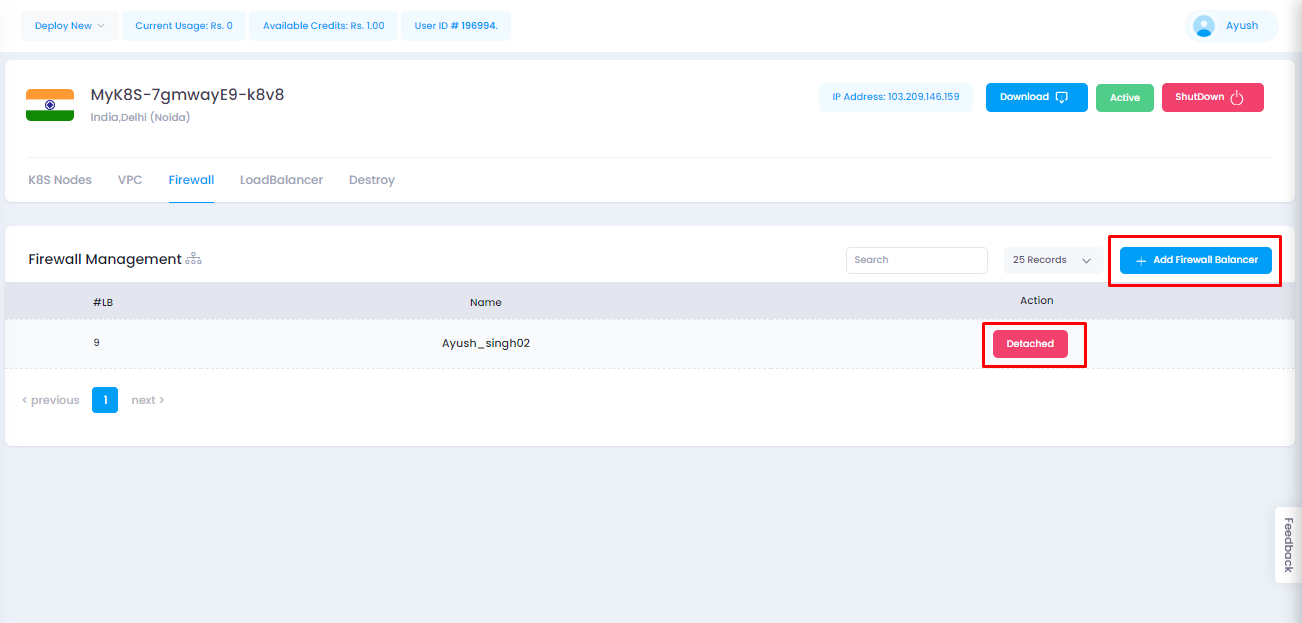 Deploy New Current Usage: Rs. 0 Available Credits: Rs. 1.00 User ID # 196994. Ayush
MyK8S-7gmwayE9-k8v8
India,Delhi (Noida)
IP Address: 103.209.146.159 Download Active ShutDown
K8S Nodes VPC Firewall LoadBalancer Destroy
Firewall Management Search 25 Records + Add Firewall Balancer
#LB Name Action
9 Ayush_singh02 Detached
< previous 1 next >
Feedback